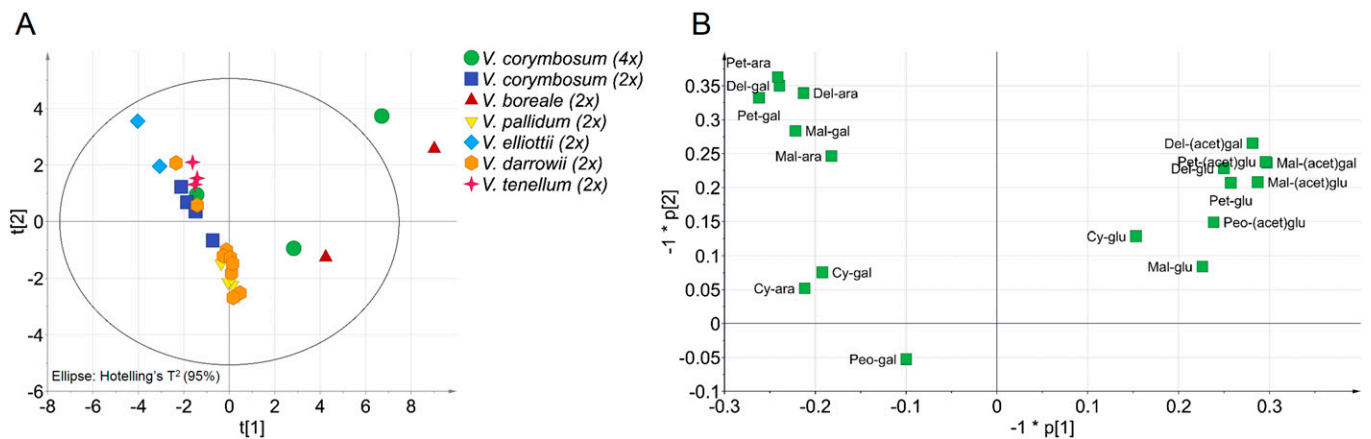 A
4
2
0
-2
-4
-6
t[2]
Ellipse: Hotelling's T² (95%)
-8
-6
-4
-2
0
2
4
6
8
t[1]
V. corymbosum (4x)
V. corymbosum (2x)
V. boreale (2x)
V. pallidum (2x)
V. elliottii (2x)
V. darrowii (2x)
V. tenellum (2x)
B
0.35
0.3
0.25
0.2
0.15
0.1
0.05
0
-0.05
-0.1
-1 * p[2]
Pet-ara
Del-gal
Del-ara
Pet-gal
Mal-gal
Mal-ara
Cy-gal
Cy-ara
Peo-gal
Del-(acet)gal
Pet-(acet)glu
Mal-(acet)gal
Del-glu
Mal-(acet)glu
Pet-glu
Peo-(acet)glu
Cy-glu
Mal-glu
-0.3
-0.2
-0.1
0
0.1
0.2
0.3
-1 * p[1]